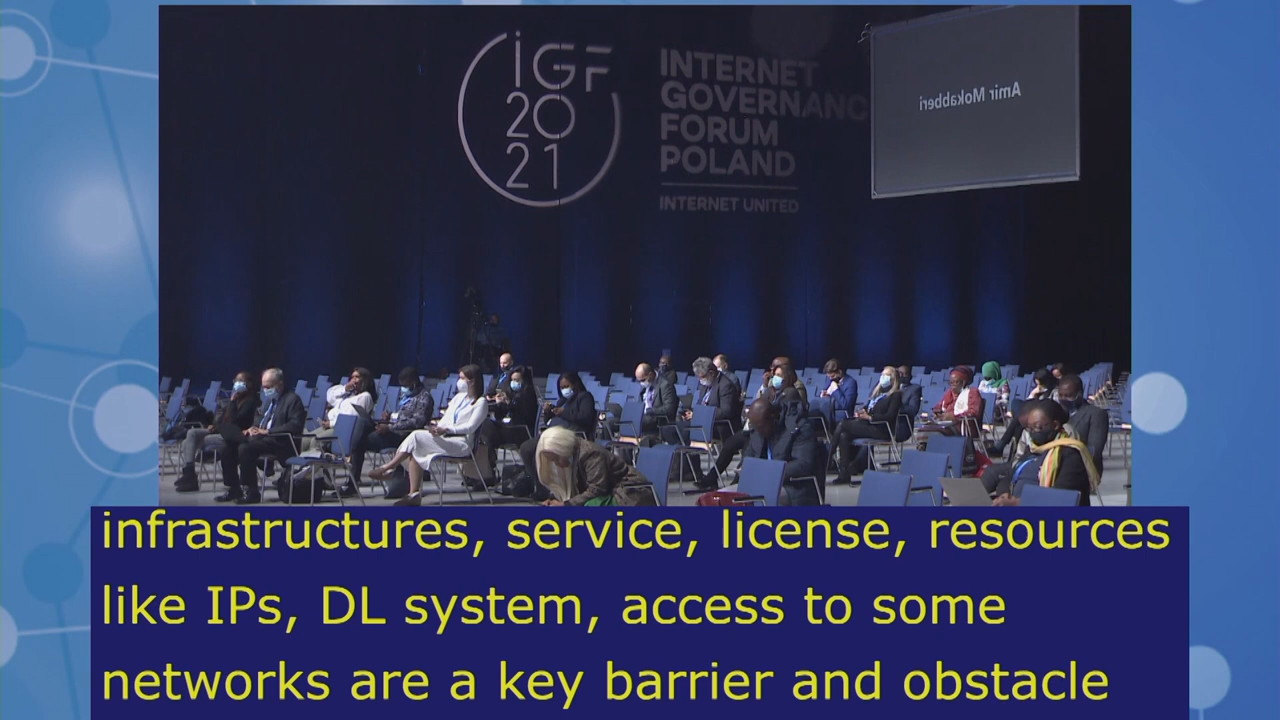 iGF
20
21
INTERNET
GOVERNANC
FORUM
POLAND
INTERNET UNITED
Amir Mokabberi
infrastructures, service, license, resources
like IPs, DL system, access to some
networks are a key barrier and obstacle